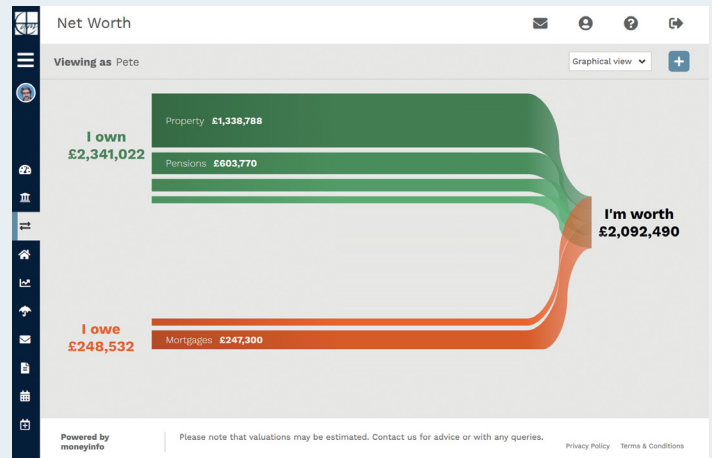 Net Worth
Viewing as Pete
Graphical view
I own
£2,341,022
Property £1,338,788
Pensions £603,770
I'm worth
£2,092,490
I owe
£248,532
Mortgages £247,300
Powered by
moneyinfo
Please note that valuations may be estimated. Contact us for advice or with any queries.
Privacy Policy Terms & Conditions